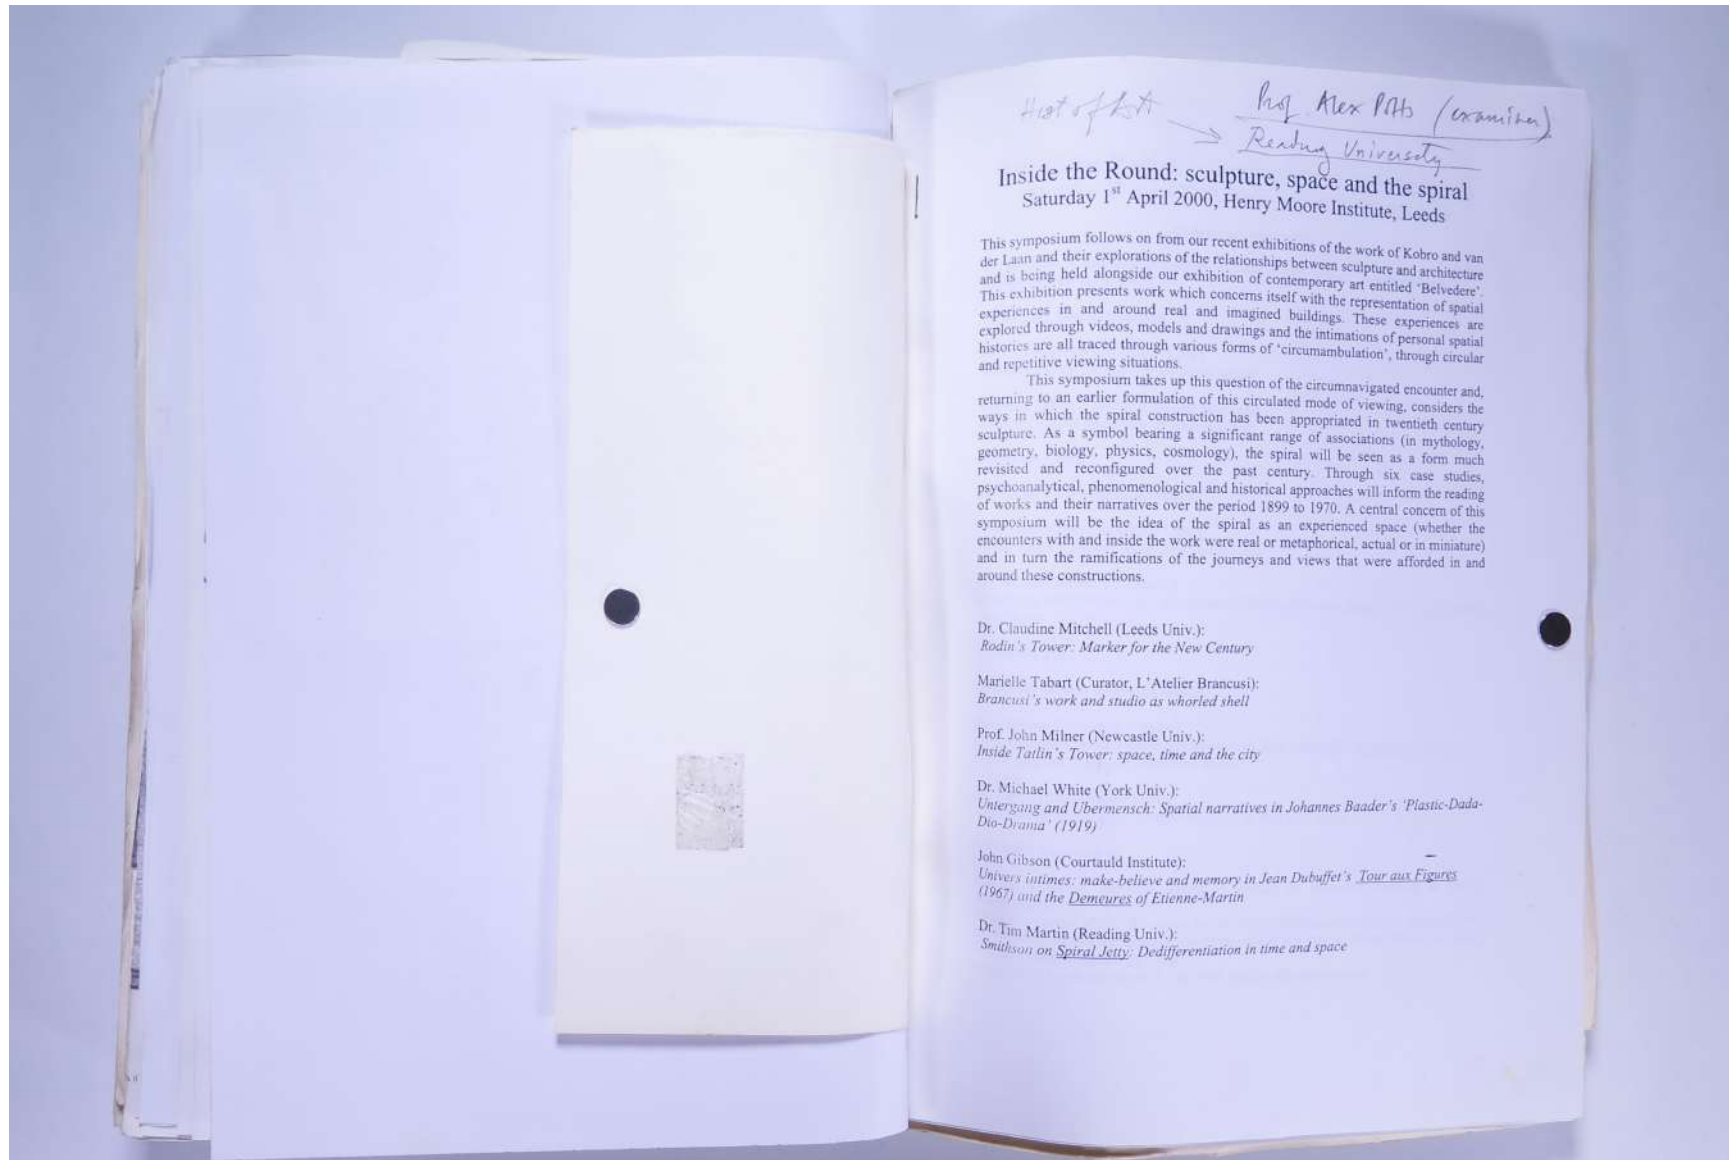 Hist of Art
Prof. Alex Potts (examiner)
Reading University
Inside the Round: sculpture, space and the spiral
Saturday 1st April 2000, Henry Moore Institute, Leeds
This symposium follows on from our recent exhibitions of the work of Kobro and van
der Laan and their explorations of the relationships between sculpture and architecture
and is being held alongside our exhibition of contemporary art entitled ‘Belvedere’.
This exhibition presents work which concerns itself with the representation of spatial
experiences in and around real and imagined buildings. These experiences are
explored through videos, models and drawings and the intimations of personal spatial
histories are all traced through various forms of ‘circumambulation’, through circular
and repetitive viewing situations.
This symposium takes up this question of the circumnavigated encounter and,
returning to an earlier formulation of this circulated mode of viewing, considers the
ways in which the spiral construction has been appropriated in twentieth century
sculpture. As a symbol bearing a significant range of associations (in mythology,
geometry, biology, physics, cosmology), the spiral will be seen as a form much
revisited and reconfigured over the past century. Through six case studies,
psychoanalytical, phenomenological and historical approaches will inform the reading
of works and their narratives over the period 1899 to 1970. A central concern of this
symposium will be the idea of the spiral as an experienced space (whether the
encounters with and inside the work were real or metaphorical, actual or in miniature)
and in turn the ramifications of the journeys and views that were afforded in and
around these constructions.
Dr. Claudine Mitchell (Leeds Univ.):
Rodin's Tower: Marker for the New Century
Marielle Tabart (Curator, L'Atelier Brancusi):
Brancusi's work and studio as whorled shell
Prof. John Milner (Newcastle Univ.):
Inside Tatlin's Tower: space, time and the city
Dr. Michael White (York Univ.):
Untergang and Ubermensch: Spatial narratives in Johannes Baader's ‘Plastic-Dada-
Dio-Drama’ (1919)
John Gibson (Courtauld Institute):
Univers intimes: make-believe and memory in Jean Dubuffet's Tour aux Figures
(1967) and the Demeures of Etienne-Martin
Dr. Tim Martin (Reading Univ.):
Smithson on Spiral Jetty: Dedifferentiation in time and space